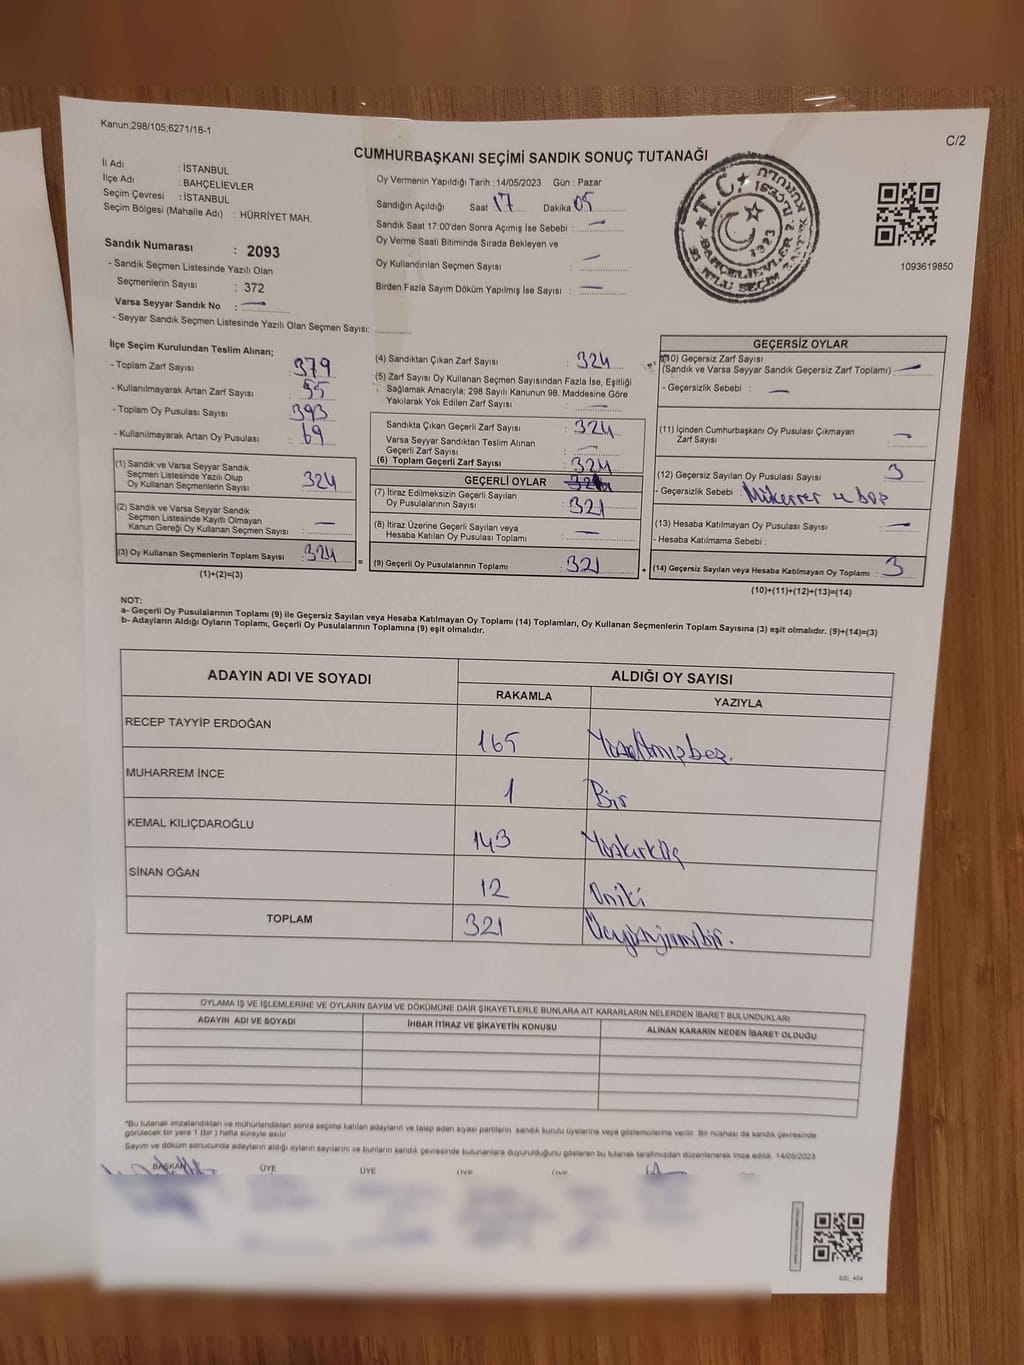 Kanun;298/105;6271/18-1
C/2
CUMHURBAŞKANI SEÇİMİ SANDIK SONUÇ TUTANAĞI
İl Adı : İSTANBUL
İlçe Adı : BAHÇELİEVLER
Seçim Çevresi : İSTANBUL
Seçim Bölgesi (Mahalle Adı) : HÜRRİYET MAH.
Sandık Numarası : 2093
- Sandık Seçmen Listesinde Yazılı Olan
Seçmenlerin Sayısı : 372
Varsa Seyyar Sandık No : —
- Seyyar Sandık Seçmen Listesinde Yazılı Olan Seçmen Sayısı:
Oy Vermenin Yapıldığı Tarih : 14/05/2023 Gün : Pazar
Sandığın Açıldığı Saat 17 Dakika 05
Sandık Saat 17:00'den Sonra Açılmış İse Sebebi : —
Oy Verme Saati Bitiminde Sırada Bekleyen ve
Oy Kullandırılan Seçmen Sayısı : —
Birden Fazla Sayım Döküm Yapılmış İse Sayısı : —
T.C.
1923
BAHÇELİEVLER 2. İLÇESİ
1093619850
İlçe Seçim Kurulundan Teslim Alınan;
- Toplam Zarf Sayısı : 379
- Kullanılmayarak Artan Zarf Sayısı : 55
- Toplam Oy Pusulası Sayısı : 393
- Kullanılmayarak Artan Oy Pusulası : 69
(1) Sandık ve Varsa Seyyar Sandık
Seçmen Listesinde Yazılı Olup
Oy Kullanan Seçmenlerin Sayısı : 324
(2) Sandık ve Varsa Seyyar Sandık
Seçmen Listesinde Kayıtlı Olmayan
Kanun Gereği Oy Kullanan Seçmen Sayısı : —
(3) Oy Kullanan Seçmenlerin Toplam Sayısı : 324
(1)+(2)=(3)
=
(4) Sandıktan Çıkan Zarf Sayısı : 324
(5) Zarf Sayısı Oy Kullanan Seçmen Sayısından Fazla İse, Eşitliği
Sağlamak Amacıyla; 298 Sayılı Kanunun 98. Maddesine Göre
Yakılarak Yok Edilen Zarf Sayısı : —
Sandıkta Çıkan Geçerli Zarf Sayısı : 324
Varsa Seyyar Sandıktan Teslim Alınan
Geçerli Zarf Sayısı : —
(6) Toplam Geçerli Zarf Sayısı : 324
GEÇERLİ OYLAR
(7) İtiraz Edilmeksizin Geçerli Sayılan
Oy Pusulalarının Sayısı : 321
(8) İtiraz Üzerine Geçerli Sayılan veya
Hesaba Katılan Oy Pusulası Toplamı : —
(9) Geçerli Oy Pusulalarının Toplamı : 321
+
GEÇERSİZ OYLAR
(10) Geçersiz Zarf Sayısı
(Sandık ve Varsa Seyyar Sandık Geçersiz Zarf Toplamı) : —
- Geçersizlik Sebebi : —
(11) İçinden Cumhurbaşkanı Oy Pusulası Çıkmayan
Zarf Sayısı : —
(12) Geçersiz Sayılan Oy Pusulası Sayısı : 3
- Geçersizlik Sebebi : Mükerrer u boş
(13) Hesaba Katılmayan Oy Pusulası Sayısı : —
- Hesaba Katılmama Sebebi :
(14) Geçersiz Sayılan veya Hesaba Katılmayan Oy Toplamı : 3
(10)+(11)+(12)+(13)=(14)
NOT:
a- Geçerli Oy Pusulalarının Toplamı (9) ile Geçersiz Sayılan veya Hesaba Katılmayan Oy Toplamı (14) Toplamları, Oy Kullanan Seçmenlerin Toplam Sayısına (3) eşit olmalıdır. (9)+(14)=(3)
b- Adayların Aldığı Oyların Toplamı, Geçerli Oy Pusulalarının Toplamına (9) eşit olmalıdır.
ADAYIN ADI VE SOYADI
ALDIĞI OY SAYISI
RAKAMLA
YAZIYLA
RECEP TAYYİP ERDOĞAN 165 Yüzaltmışbeş.
MUHARREM İNCE 1 Bir
KEMAL KILIÇDAROĞLU 143 Yüzkırküç
SİNAN OĞAN 12 Oniki
TOPLAM 321 Üçyüzyirmibir.
OYLAMA İŞ VE İŞLEMLERİNE VE OYLARIN SAYIM VE DÖKÜMÜNE DAİR ŞİKAYETLERLE BUNLARA AİT KARARLARIN NELERDEN İBARET BULUNDUKLARI
ADAYIN ADI VE SOYADI
İHBAR İTİRAZ VE ŞİKAYETİN KONUSU
ALINAN KARARIN NEDEN İBARET OLDUĞU
"Bu tutanak imzalandıktan ve mühürlendikten sonra seçime katılan adayların ve talep eden siyasi partilerin sandık kurulu üyelerine veya gözlemcilerine verilir. Bir nüshası da sandık çevresinde
görülecek bir yere 1 (bir) hafta süreyle asılır.
Sayım ve döküm sonucunda adayların aldığı oyların sayılarını ve bunların sandık çevresinde bulunanlara duyurulduğunu gösteren bu tutanak tarafımızdan düzenlenerek imza edildi. 14/05/2023
BAŞKAN ÜYE ÜYE ÜYE ÜYE